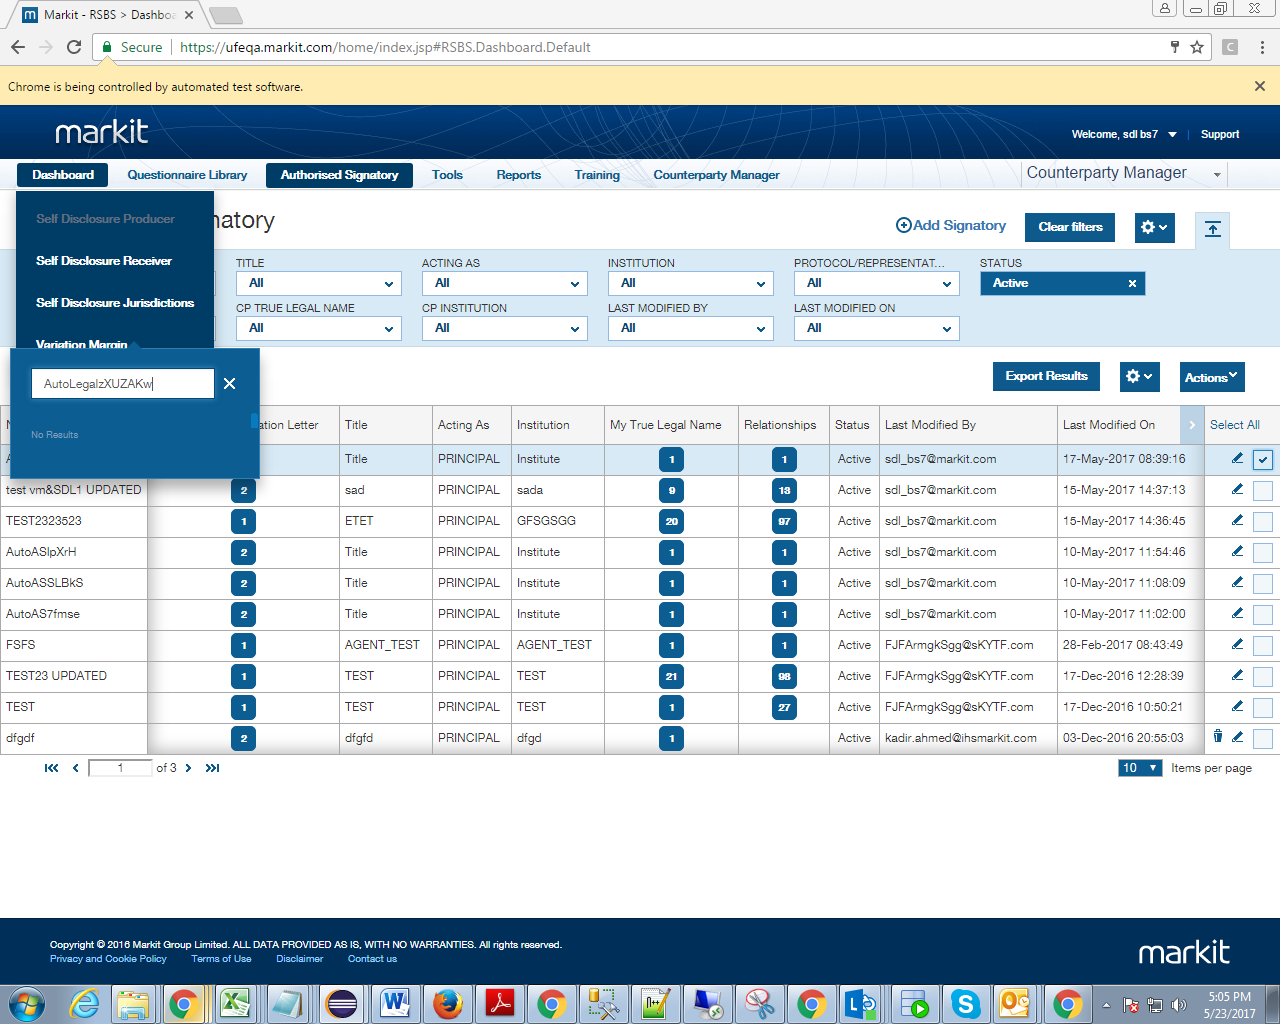 Markit - RSBS > Dashbo
Secure https://ufeqa.markit.com/home/index.jsp#RSBS.Dashboard.Default
Chrome is being controlled by automated test software.
markit
Welcome, sdl bs7
Support
Dashboard Questionnaire Library Authorised Signatory Tools Reports Training Counterparty Manager
Counterparty Manager
Self Disclosure Producer
Self Disclosure Receiver
Self Disclosure Jurisdictions
Variation Margin
Add Signatory
Clear filters
TITLE ACTING AS INSTITUTION PROTOCOL/REPRESENTAT... STATUS
All All All All Active
CP TRUE LEGAL NAME CP INSTITUTION LAST MODIFIED BY LAST MODIFIED ON
All All All All
AutoLegalzXUZAKw
No Results
Export Results
Actions
Letter Title Acting As Institution My True Legal Name Relationships Status Last Modified By Last Modified On > Select All
Title PRINCIPAL Institute 1 1 Active sdl_bs7@markit.com 17-May-2017 08:39:16
test vm&SDL1 UPDATED 2 sad PRINCIPAL sada 9 13 Active sdl_bs7@markit.com 15-May-2017 14:37:13
TEST2323523 1 ETET PRINCIPAL GFSGSGG 20 97 Active sdl_bs7@markit.com 15-May-2017 14:36:45
AutoASlpXrH 2 Title PRINCIPAL Institute 1 1 Active sdl_bs7@markit.com 10-May-2017 11:54:46
AutoASSLBkS 2 Title PRINCIPAL Institute 1 1 Active sdl_bs7@markit.com 10-May-2017 11:08:09
AutoAS7fmse 2 Title PRINCIPAL Institute 1 1 Active sdl_bs7@markit.com 10-May-2017 11:02:00
FSFS 1 AGENT_TEST PRINCIPAL AGENT_TEST 1 1 Active FJFArmgkSgg@sKYTF.com 28-Feb-2017 08:43:49
TEST23 UPDATED 1 TEST PRINCIPAL TEST 21 98 Active FJFArmgkSgg@sKYTF.com 17-Dec-2016 12:28:39
TEST 1 TEST PRINCIPAL TEST 1 27 Active FJFArmgkSgg@sKYTF.com 17-Dec-2016 10:50:21
dfgdf 2 dfgfd PRINCIPAL dfgd 1 Active kadir.ahmed@ihsmarkit.com 03-Dec-2016 20:55:03
1 of 3
10 Items per page
Copyright © 2016 Markit Group Limited. ALL DATA PROVIDED AS IS, WITH NO WARRANTIES. All rights reserved.
Privacy and Cookie Policy Terms of Use Disclaimer Contact us
markit
5:05 PM
5/23/2017